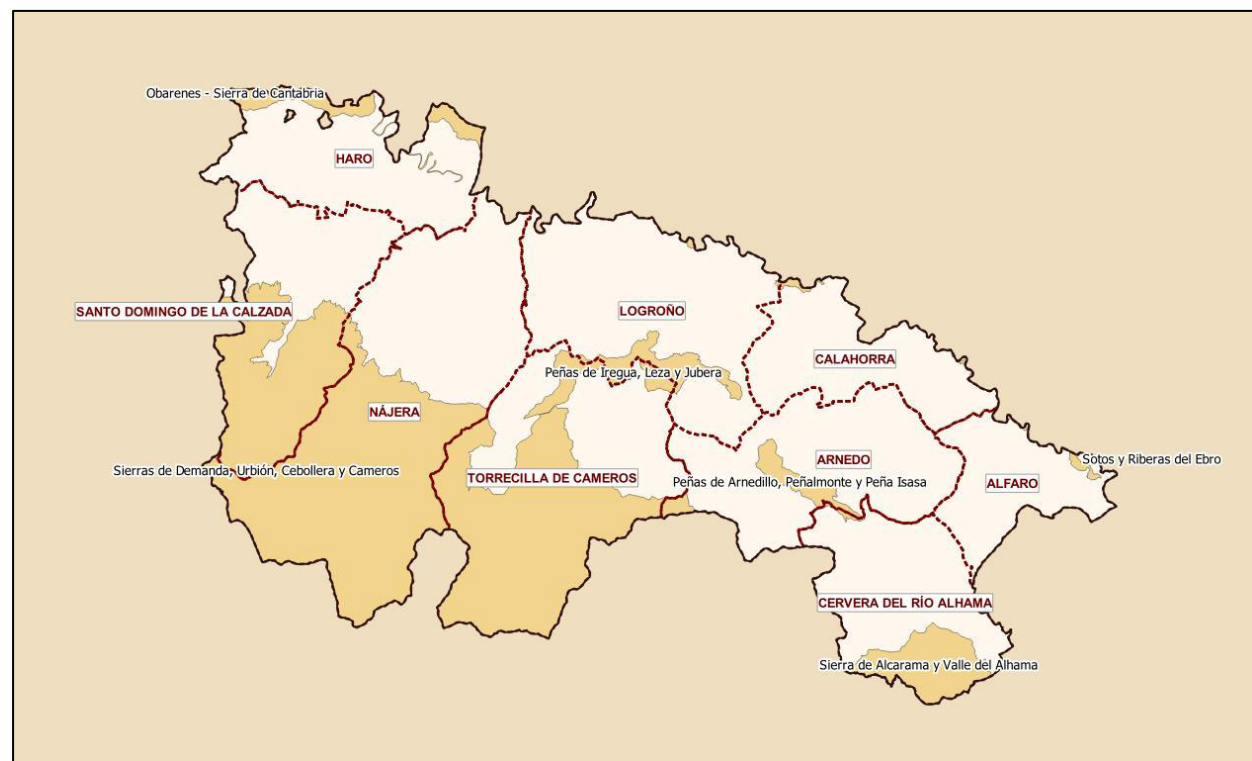 Obarenes - Sierra de Cantabria
HARO
SANTO DOMINGO DE LA CALZADA
LOGROÑO
CALAHORRA
Peñas de Iregua, Leza y Jubera
NÁJERA
Sierras de Demanda, Urbión, Cebollera y Cameros
TORRECILLA DE CAMEROS
ARNEDO
Sotos y Riberas del Ebro
Peñas de Arnedillo, Peñalmonte y Peña Isasa
ALFARO
CERVERA DEL RÍO ALHAMA
Sierra de Alcarama y Valle del Alhama